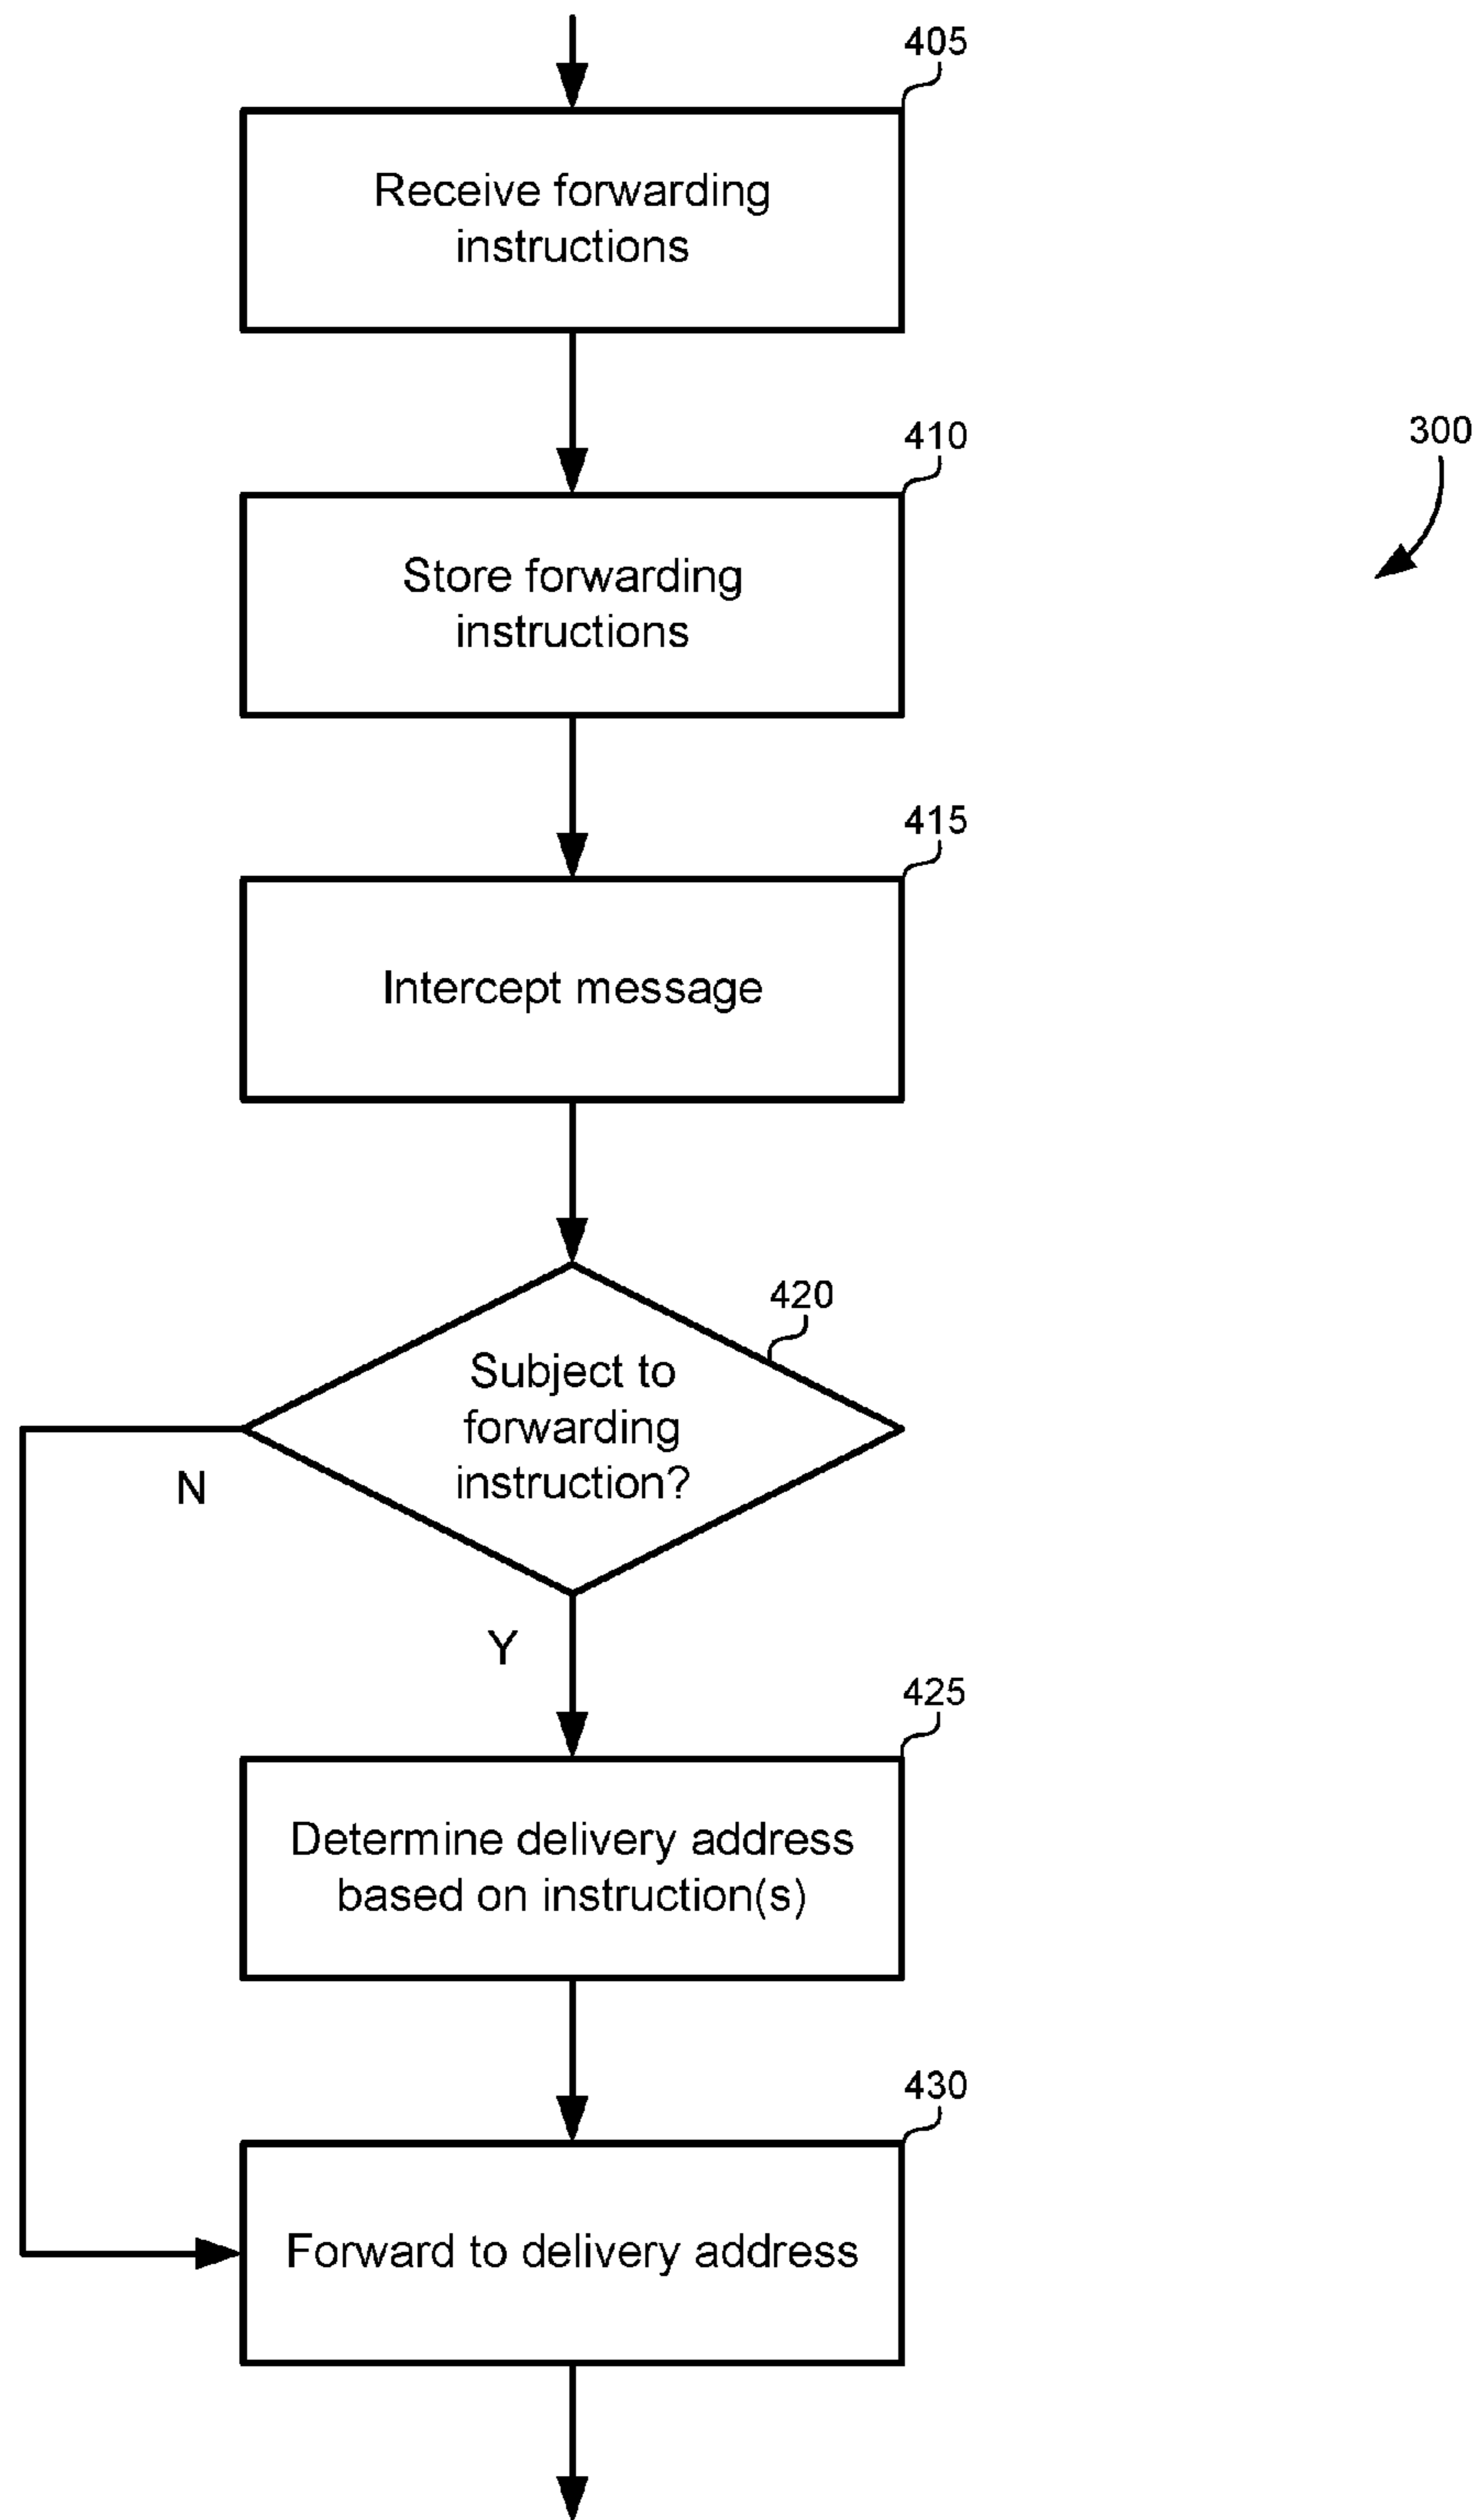 405
Receive forwarding
instructions
410
300
Store forwarding
instructions
415
Intercept message
420
Subject to
forwarding
instruction?
N
Y
425
Determine delivery address
based on instruction(s)
430
Forward to delivery address